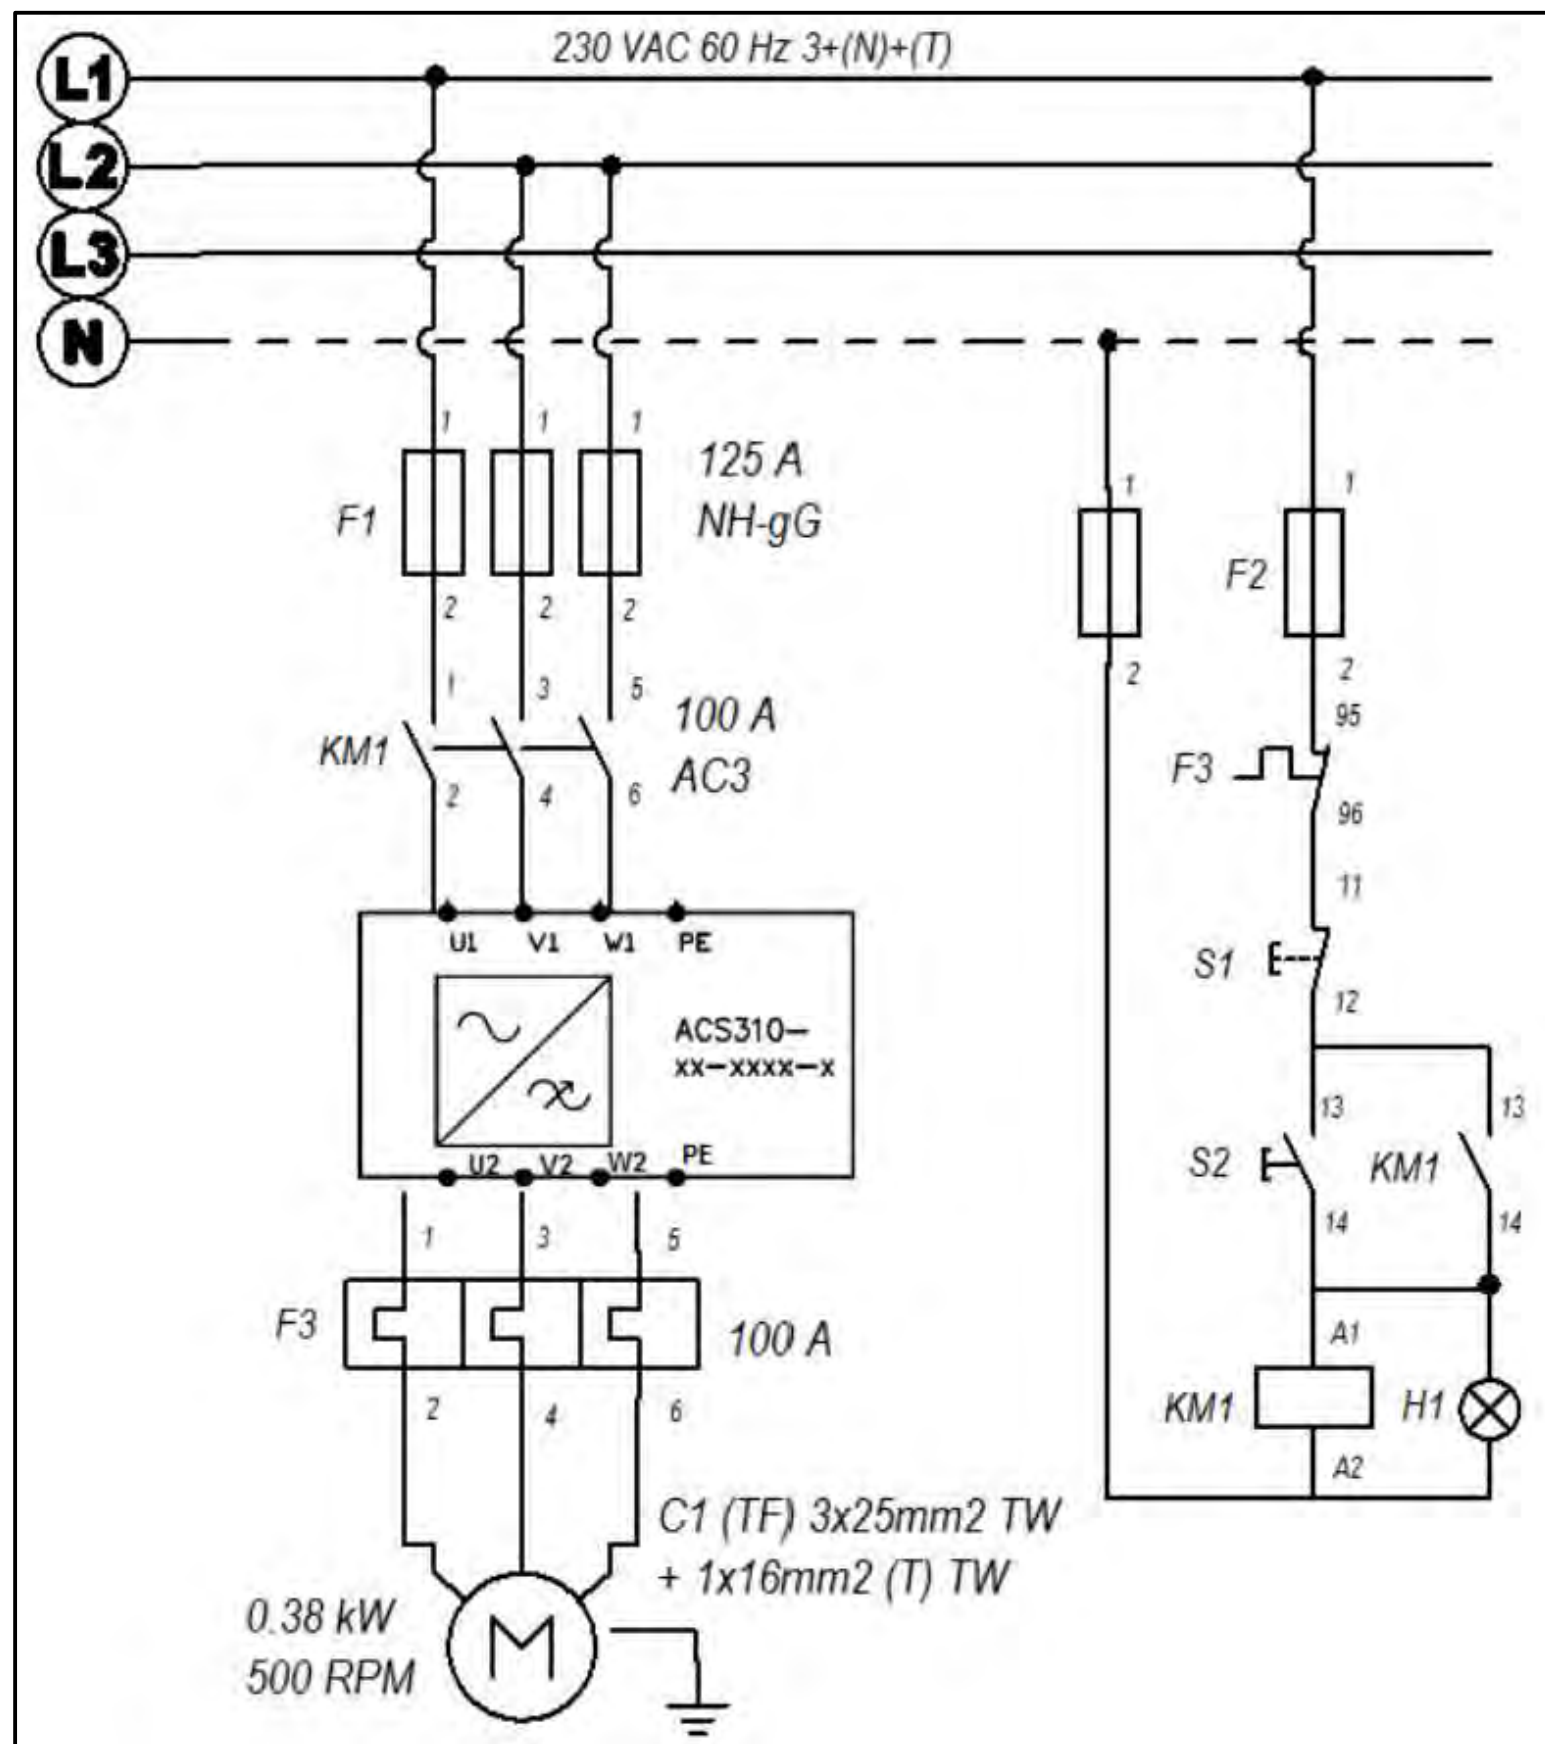 230 VAC 60 Hz 3+(N)+(T)
L1
L2
L3
N
1 1 1
125 A
F1
NH-gG
2 2 2
1 3 5
100 A
KM1
AC3
2 4 6
U1 V1 W1 PE
ACS310-
xx-xxxx-x
U2 V2 W2 PE
1 3 5
F3
100 A
2 4 6
C1 (TF) 3x25mm2 TW
+ 1x16mm2 (T) TW
0.38 kW
M
500 RPM
1 1
F2
2 2
95
F3
96
11
S1
12
13 13
S2 KM1
14 14
A1
KM1 H1
A2